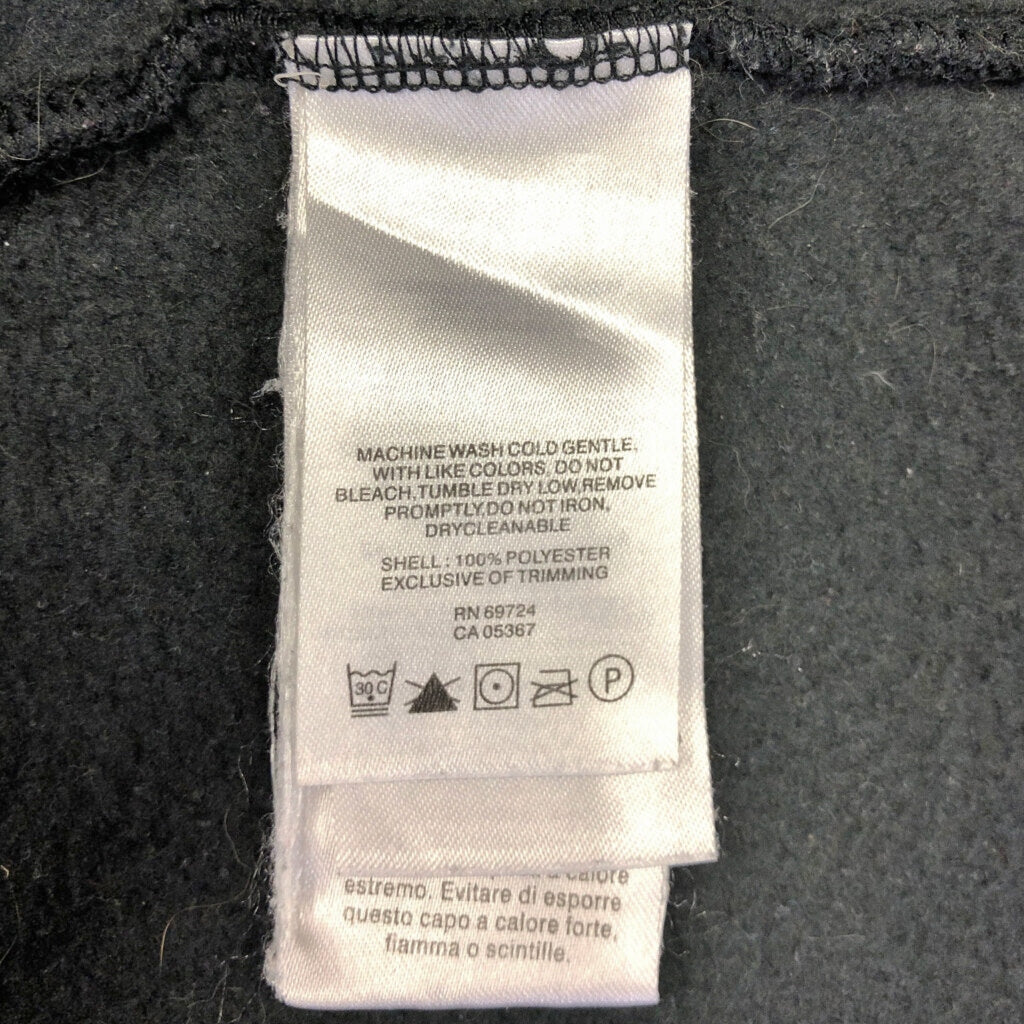 MACHINE WASH COLD GENTLE,
WITH LIKE COLORS, DO NOT
BLEACH.TUMBLE DRY LOW,REMOVE
PROMPTLY.DO NOT IRON,
DRYCLEANABLE
SHELL : 100% POLYESTER
EXCLUSIVE OF TRIMMING
RN 69724
CA 05367
30 C P
calore
estremo. Evitare di esporre
questo capo a calore forte,
fiamma o scintille.